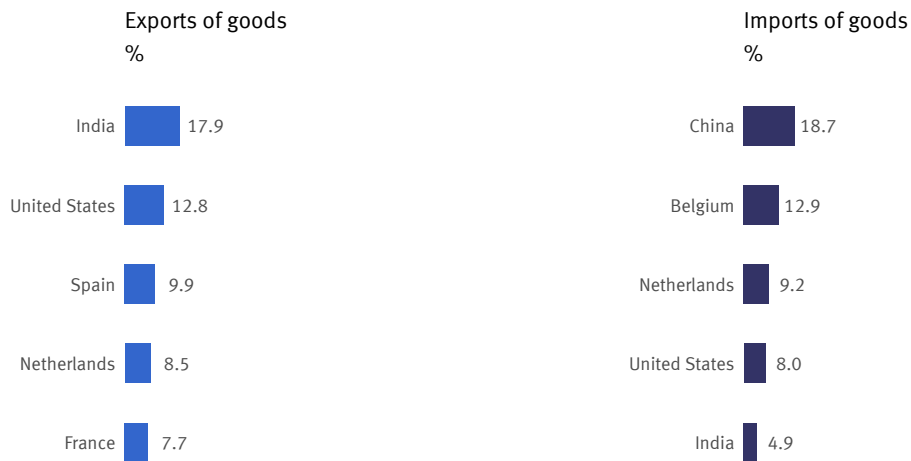 Exports of goods
%
India 17.9
United States 12.8
Spain 9.9
Netherlands 8.5
France 7.7
Imports of goods
%
China 18.7
Belgium 12.9
Netherlands 9.2
United States 8.0
India 4.9